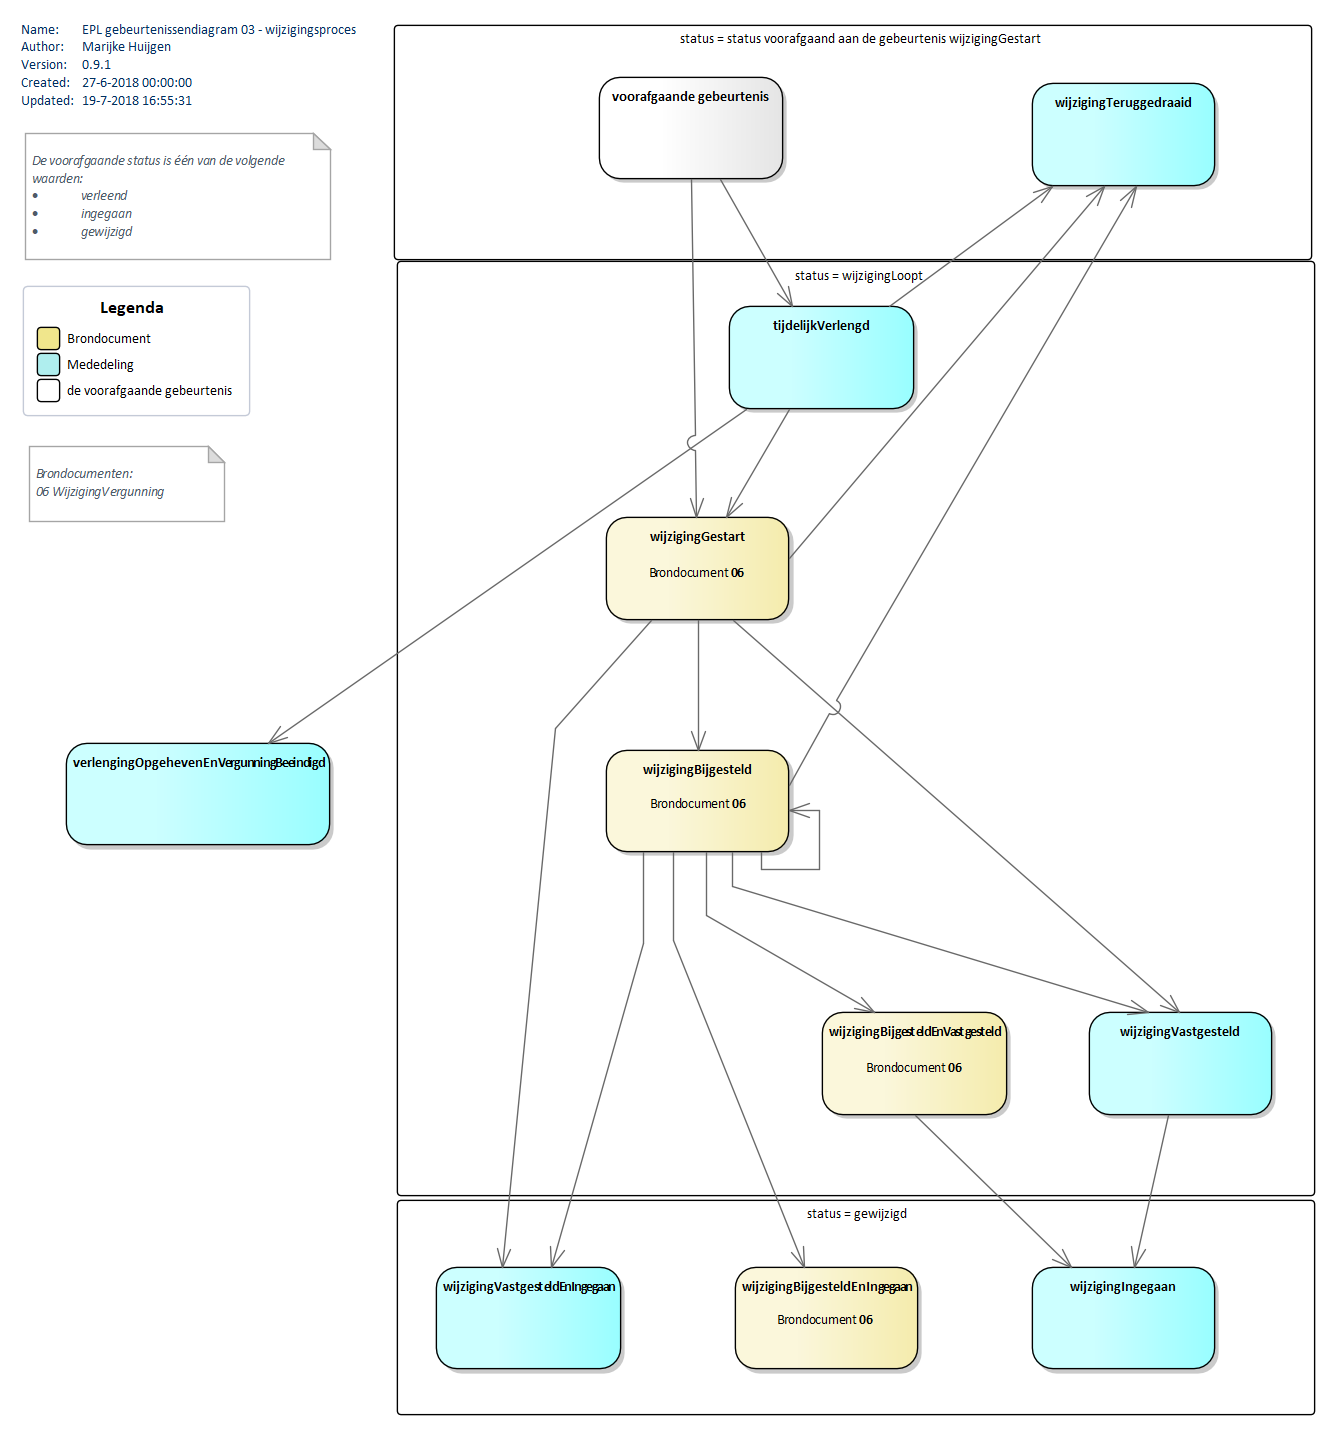 Name: EPL gebeurtenissendiagram 03 - wijzigingsproces
Author: Marijke Huijgen
Version: 0.9.1
Created: 27-6-2018 00:00:00
Updated: 19-7-2018 16:55:31
De voorafgaande status is één van de volgende
waarden:
• verleend
• ingegaan
• gewijzigd
Legenda
Brondocument
Mededeling
de voorafgaande gebeurtenis
Brondocumenten:
06 WijzigingVergunning
status = status voorafgaand aan de gebeurtenis wijzigingGestart
voorafgaande gebeurtenis
wijzigingTeruggedraaid
status = wijzigingLoopt
tijdelijkVerlengd
wijzigingGestart
Brondocument 06
verlengingOpgehevenEnVergunningBeeindigd
wijzigingBijgesteld
Brondocument 06
wijzigingBijgesteldEnVastgesteld
Brondocument 06
wijzigingVastgesteld
status = gewijzigd
wijzigingVastgesteldEnIngegaan
wijzigingBijgesteldEnIngegaan
Brondocument 06
wijzigingIngegaan